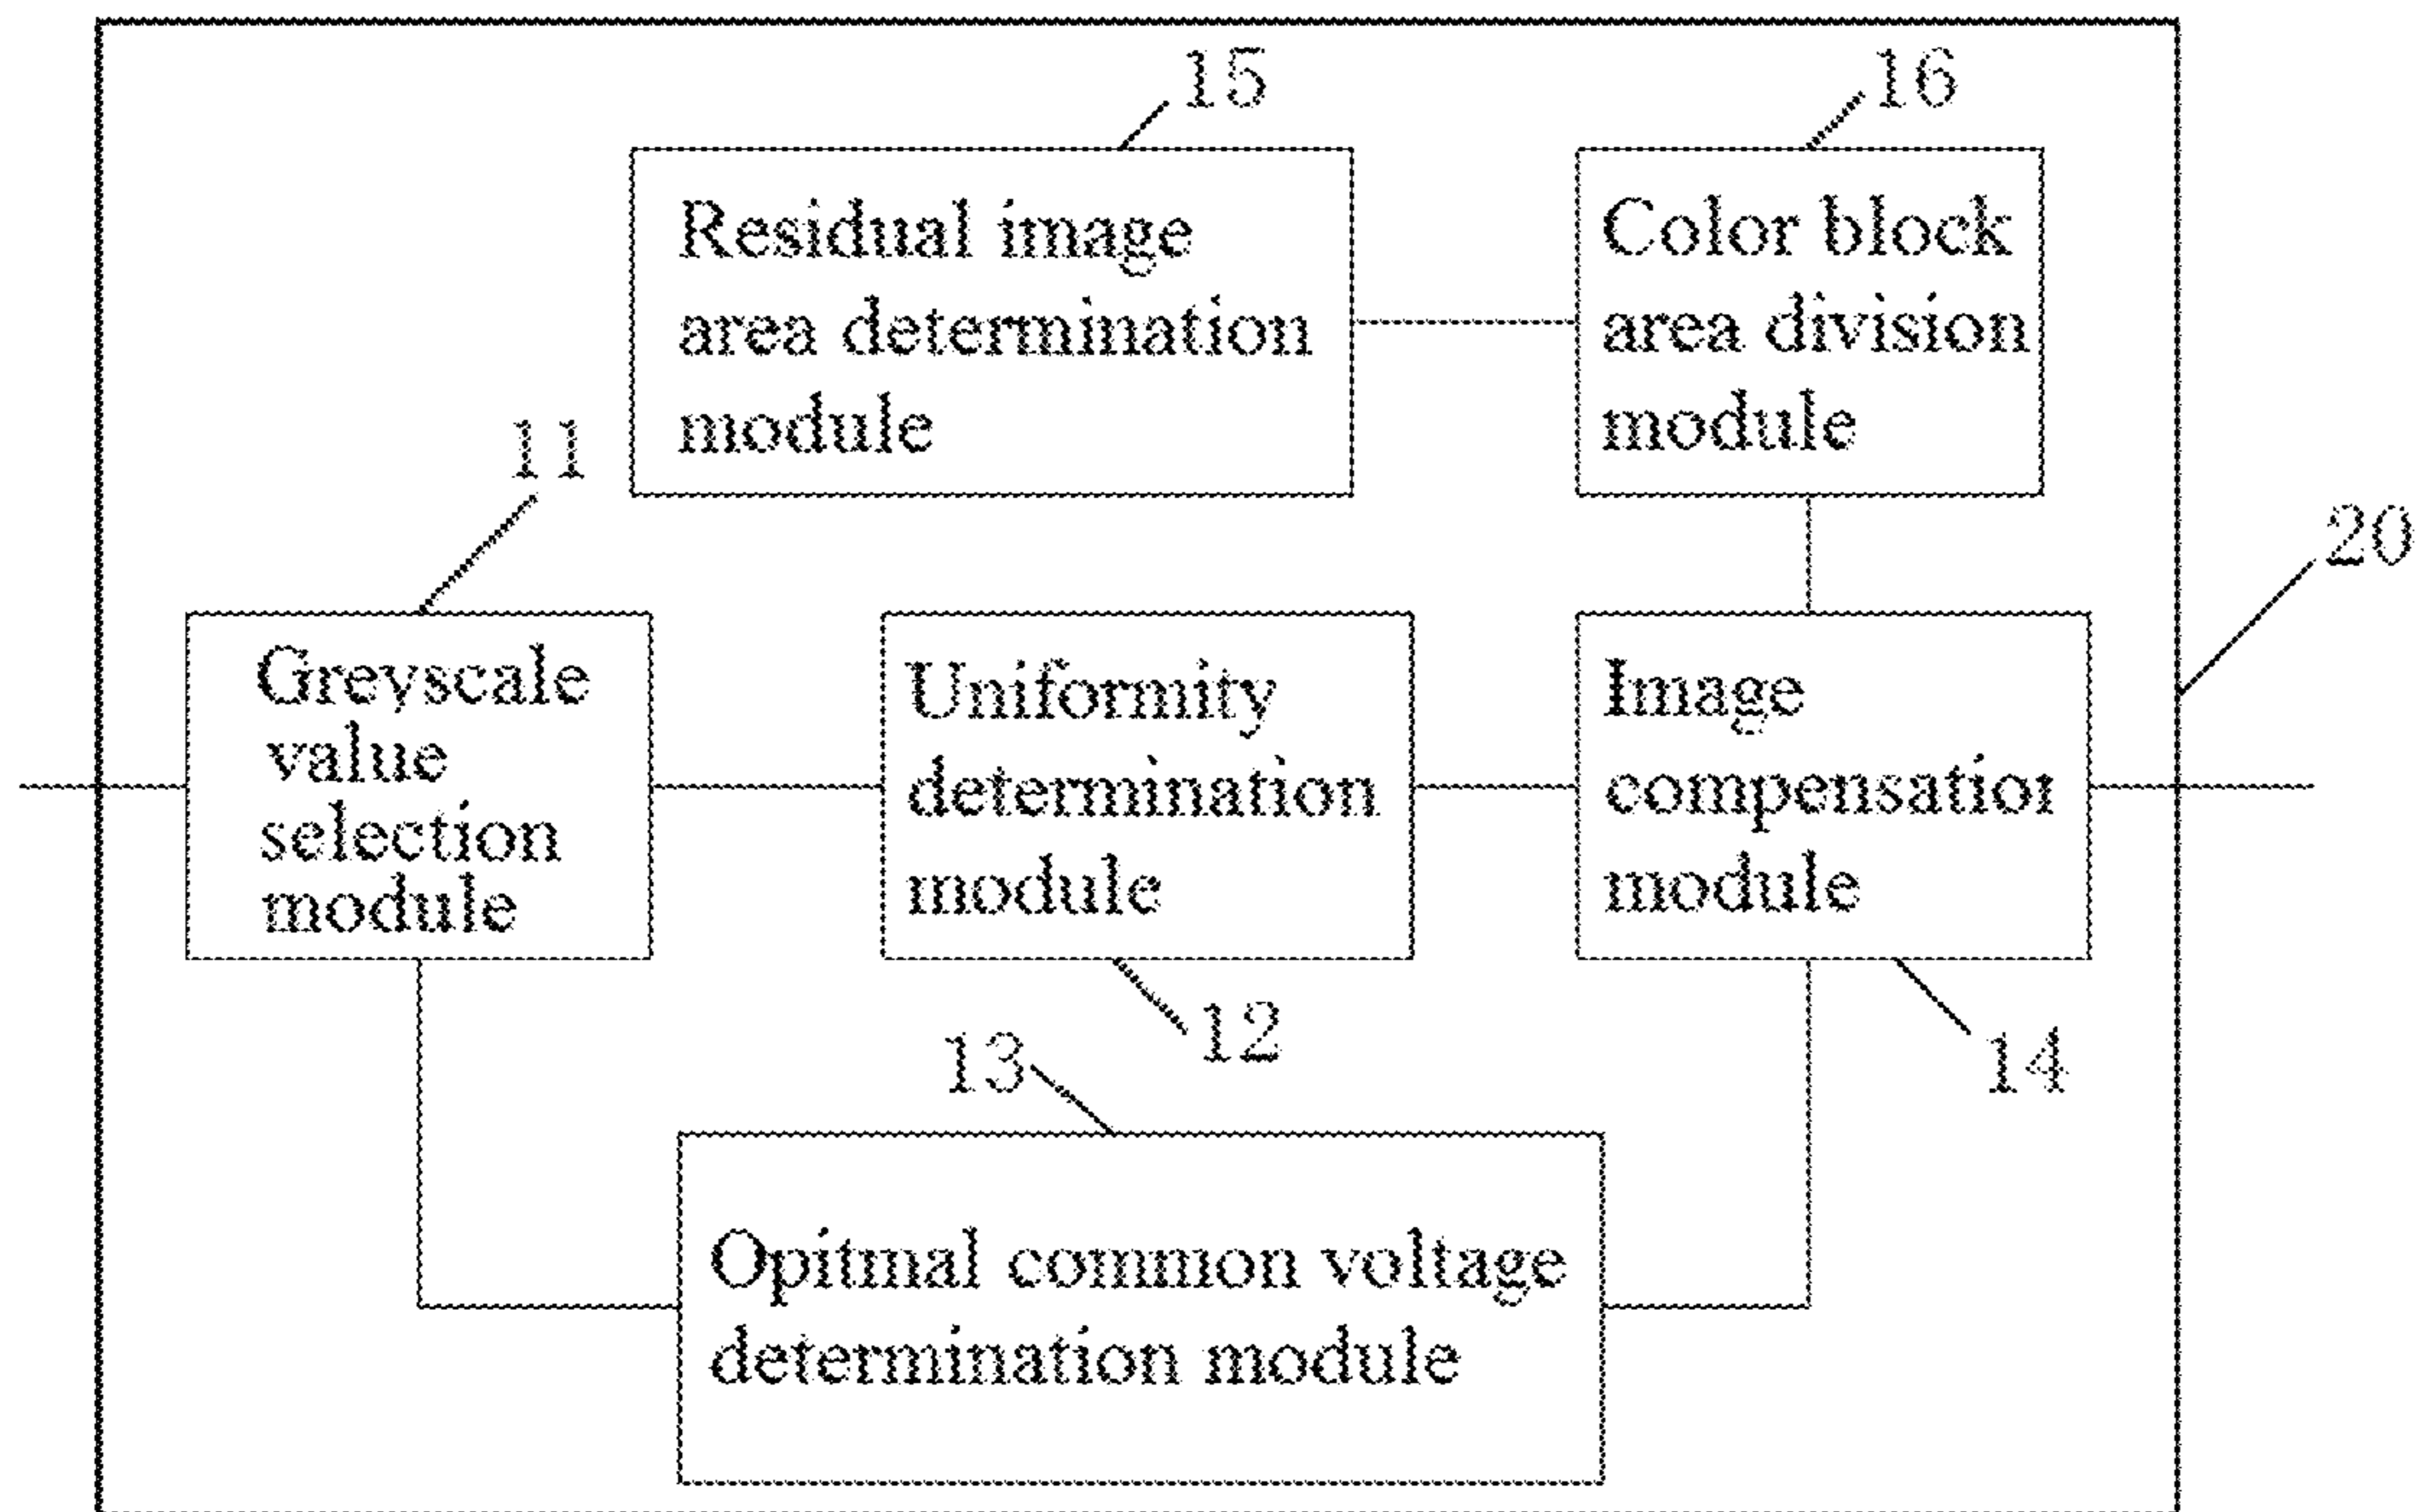 15
16
Residual image
area determination
module
Color block
area division
module
11
20
Greyscale
value
selection
module
Uniformity
determination
module
Image
compensation
module
12
13
14
Opitmal common voltage
determination module